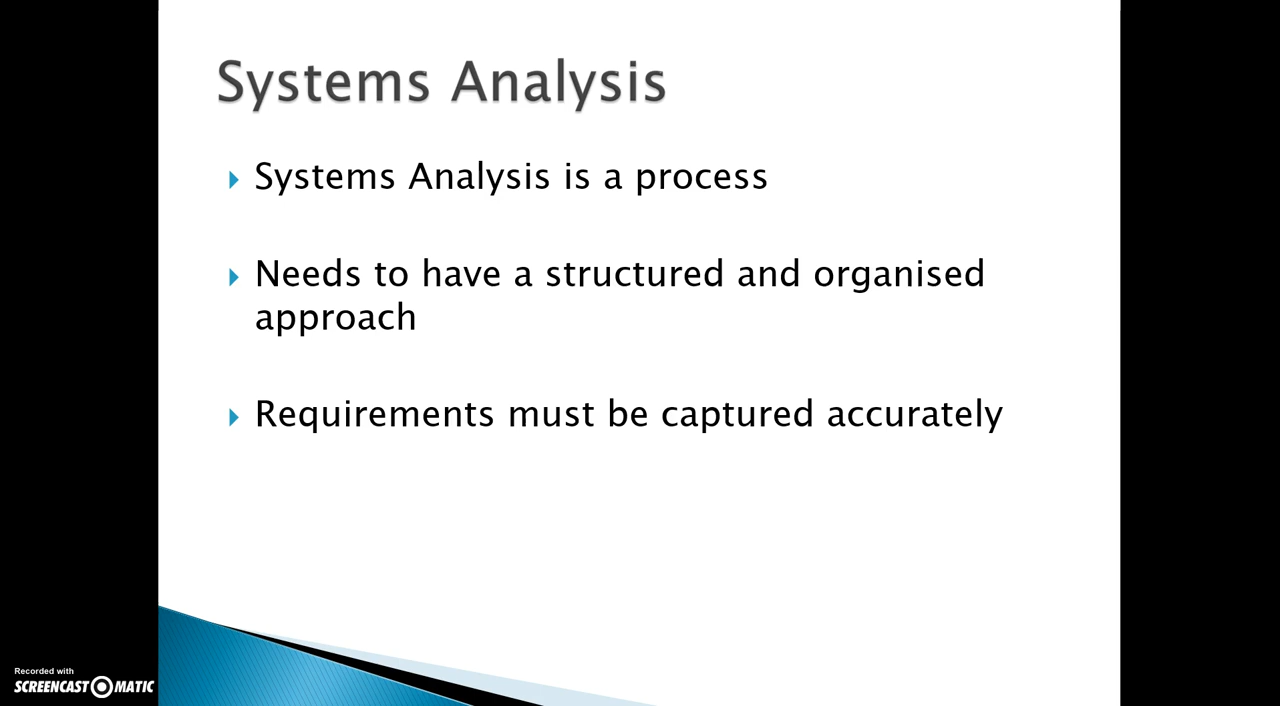 Systems Analysis
Systems Analysis is a process
Needs to have a structured and organised
approach
Requirements must be captured accurately
Recorded with
SCREENCAST MATIC